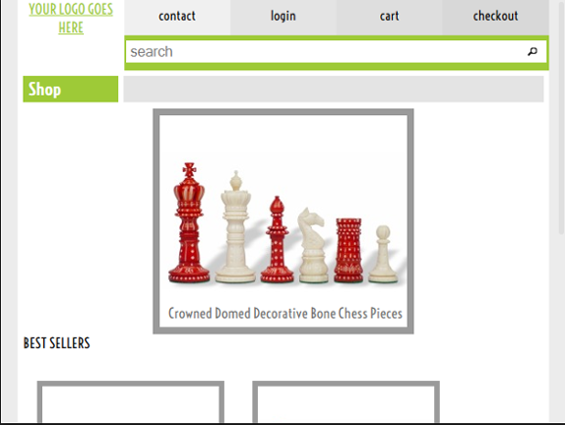 YOUR LOGO GOES
HERE
contact
login
cart
checkout
search
Shop
Crowned Domed Decorative Bone Chess Pieces
BEST SELLERS